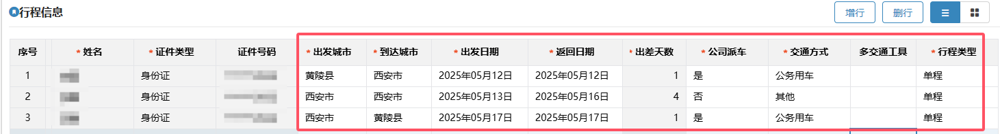 行程信息 增行 删行
序号 * 姓名 * 证件类型 证件号码 * 出发城市 * 到达城市 * 出发日期 * 返回日期 * 出差天数 * 公司派车 * 交通方式 多交通工具 * 行程类型
1 身份证 黄陵县 西安市 2025年05月12日 2025年05月12日 1 是 公务用车 单程
2 身份证 西安市 西安市 2025年05月13日 2025年05月16日 4 否 其他 单程
3 身份证 西安市 黄陵县 2025年05月17日 2025年05月17日 1 是 公务用车 单程